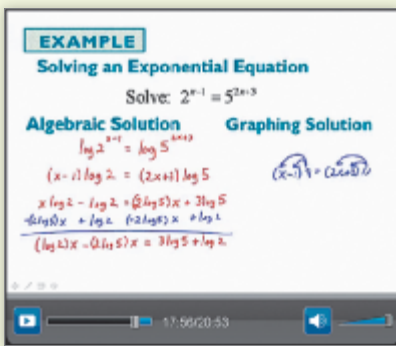 EXAMPLE
Solving an Exponential Equation
Solve: 2^{x-1} = 5^{2x+3}
Algebraic Solution Graphing Solution
log 2^{x-1} = log 5^{2x+3}
(x-1) log 2 = (2x+3) log 5
x log 2 - log 2 = (2 log 5)x + 3 log 5
-(2 log 5)x + log 2 (-2 log 5)x + log 2
(log 2)x - (2 log 5)x = 3 log 5 + log 2
17:56/20:53